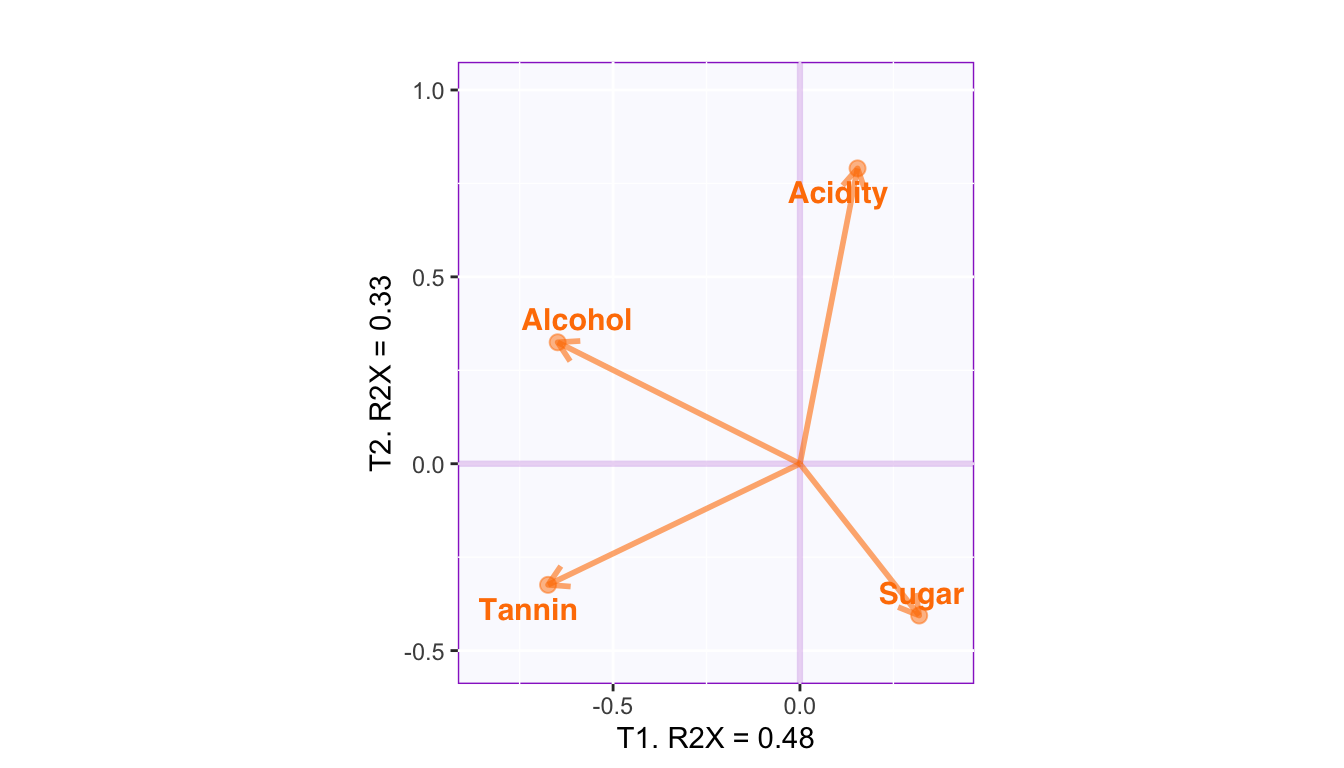 1.0
Acidity
0.5
Alcohol
T2. R2X = 0.33
0.0
Sugar
Tannin
-0.5
-0.5 0.0
T1. R2X = 0.48